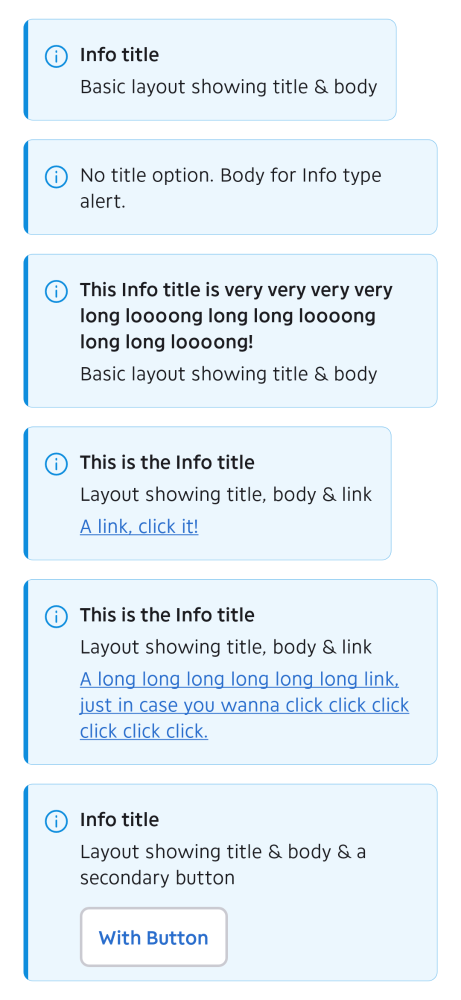 Info title
Basic layout showing title & body
No title option. Body for Info type
alert.
This Info title is very very very very
long loooong long long loooong
long long loooong!
Basic layout showing title & body
This is the Info title
Layout showing title, body & link
A link, click it!
This is the Info title
Layout showing title, body & link
A long long long long long long link,
just in case you wanna click click click
click click click.
Info title
Layout showing title & body & a
secondary button
With Button